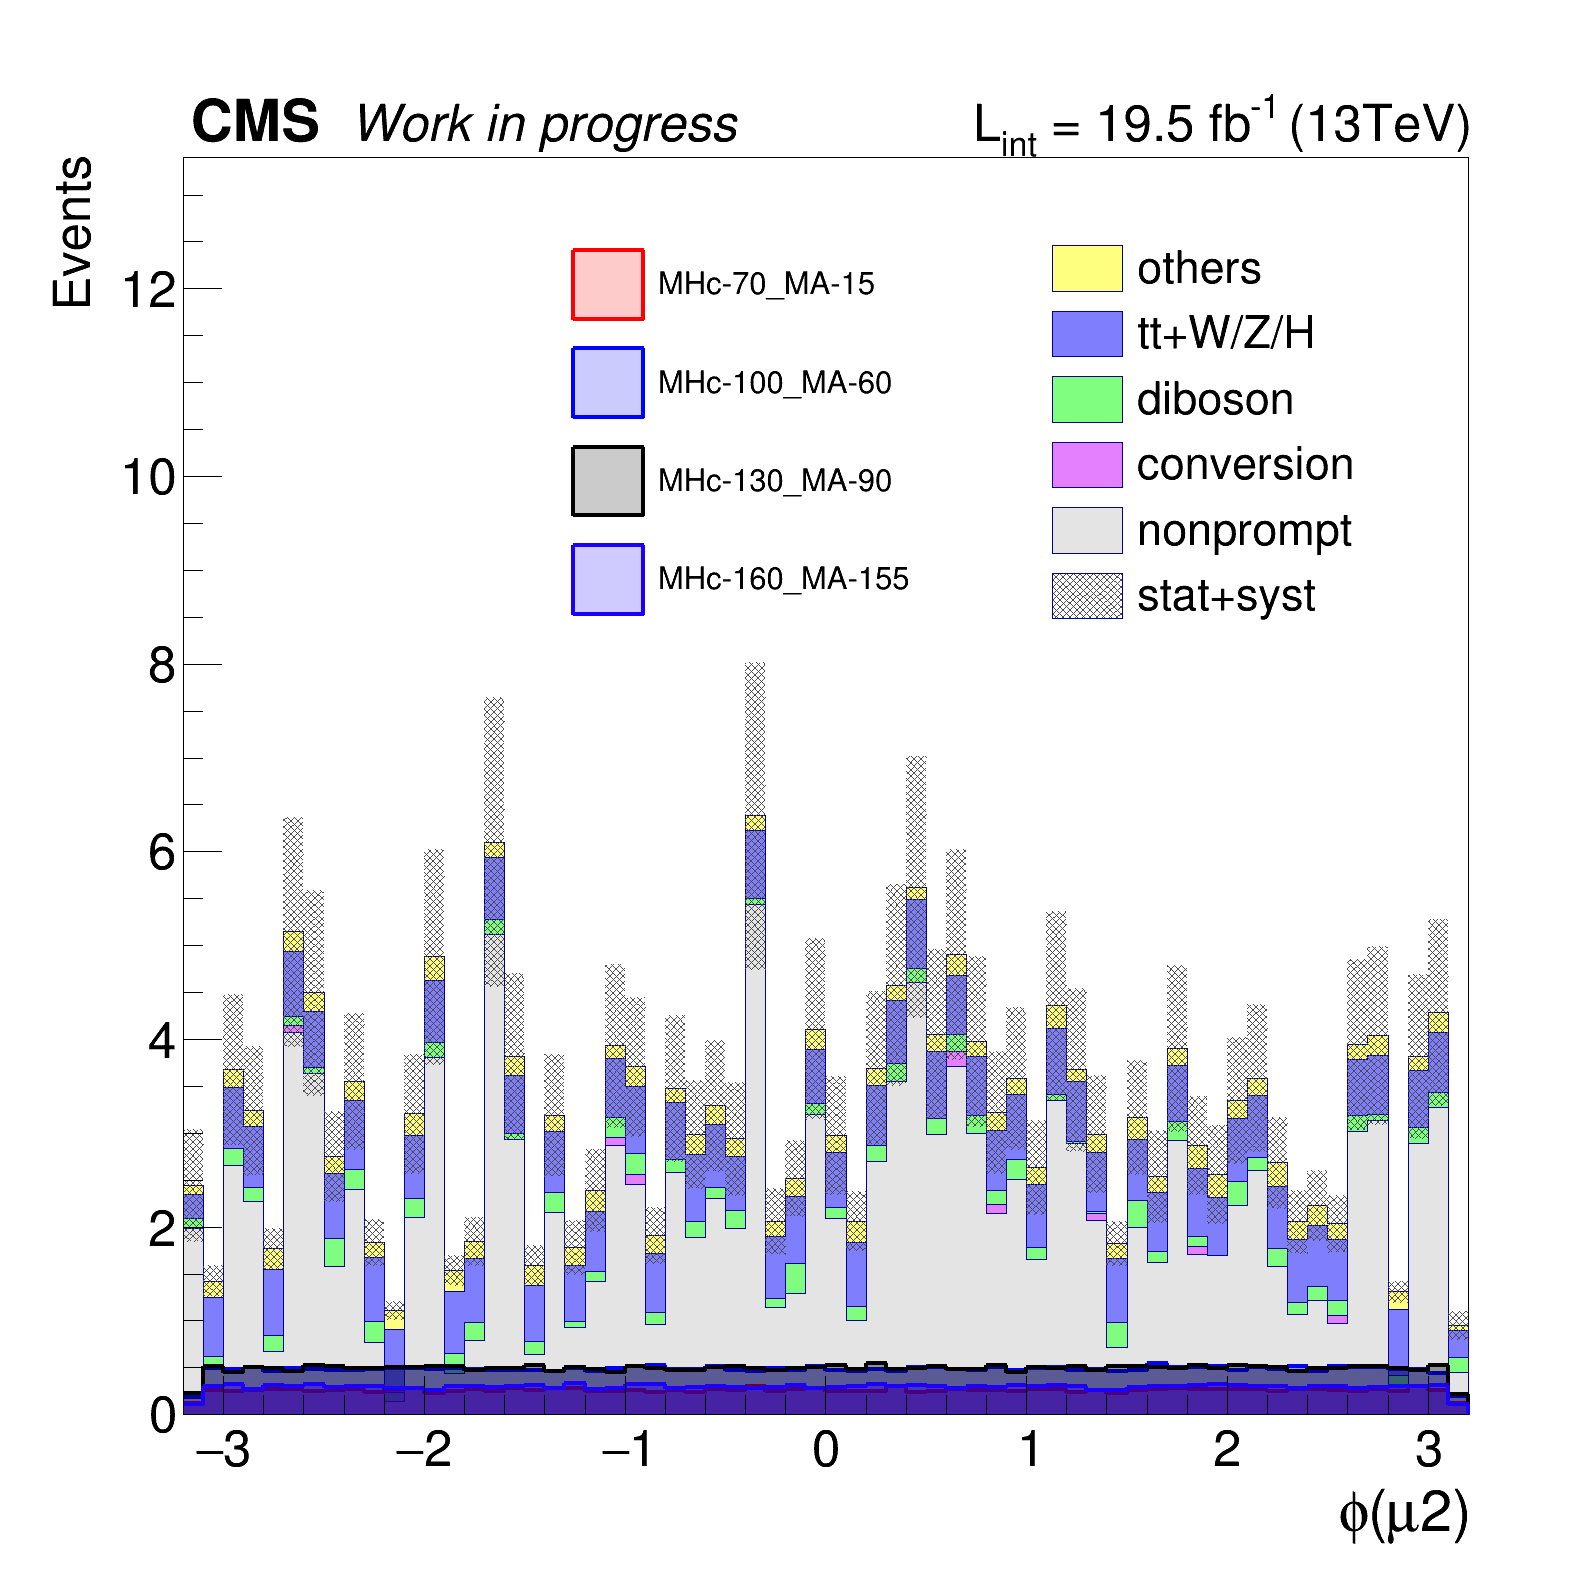 CMS Work in progress
L_int = 19.5 fb^-1 (13TeV)
Events
MHc-70_MA-15
MHc-100_MA-60
MHc-130_MA-90
MHc-160_MA-155
others
tt+W/Z/H
diboson
conversion
nonprompt
stat+syst
12
10
8
6
4
2
0
−3 −2 −1 0 1 2 3
ϕ(μ2)